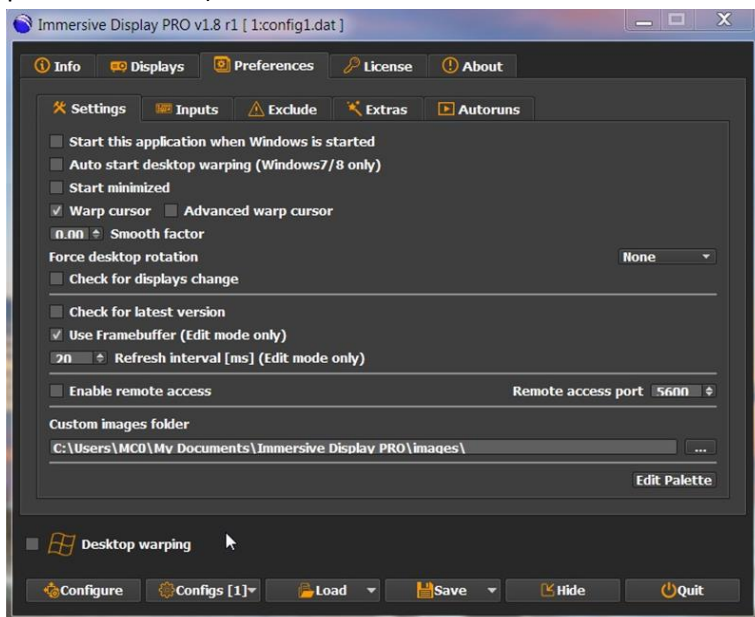 Immersive Display PRO v1.8 r1 [ 1:config1.dat ]
Info Displays Preferences License About
Settings Inputs Exclude Extras Autoruns
Start this application when Windows is started
Auto start desktop warping (Windows7/8 only)
Start minimized
Warp cursor Advanced warp cursor
0.00 Smooth factor
Force desktop rotation None
Check for displays change
Check for latest version
Use Framebuffer (Edit mode only)
20 Refresh interval [ms] (Edit mode only)
Enable remote access Remote access port 5600
Custom images folder
C:\Users\MC0\My Documents\Immersive Display PRO\images\ ...
Edit Palette
Desktop warping
Configure Configs [1] Load Save Hide Quit